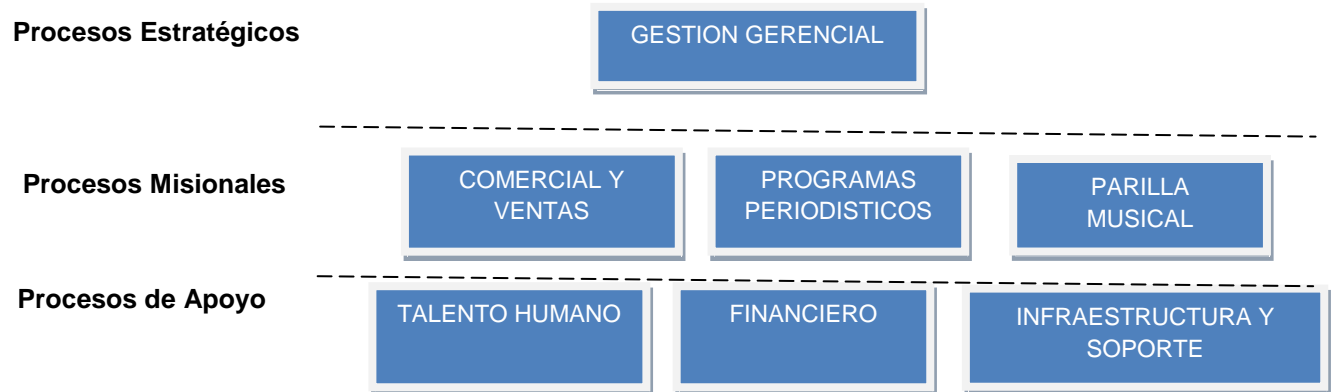 Procesos Estratégicos
GESTION GERENCIAL
Procesos Misionales
COMERCIAL Y
VENTAS
PROGRAMAS
PERIODISTICOS
PARILLA
MUSICAL
Procesos de Apoyo
TALENTO HUMANO
FINANCIERO
INFRAESTRUCTURA Y
SOPORTE